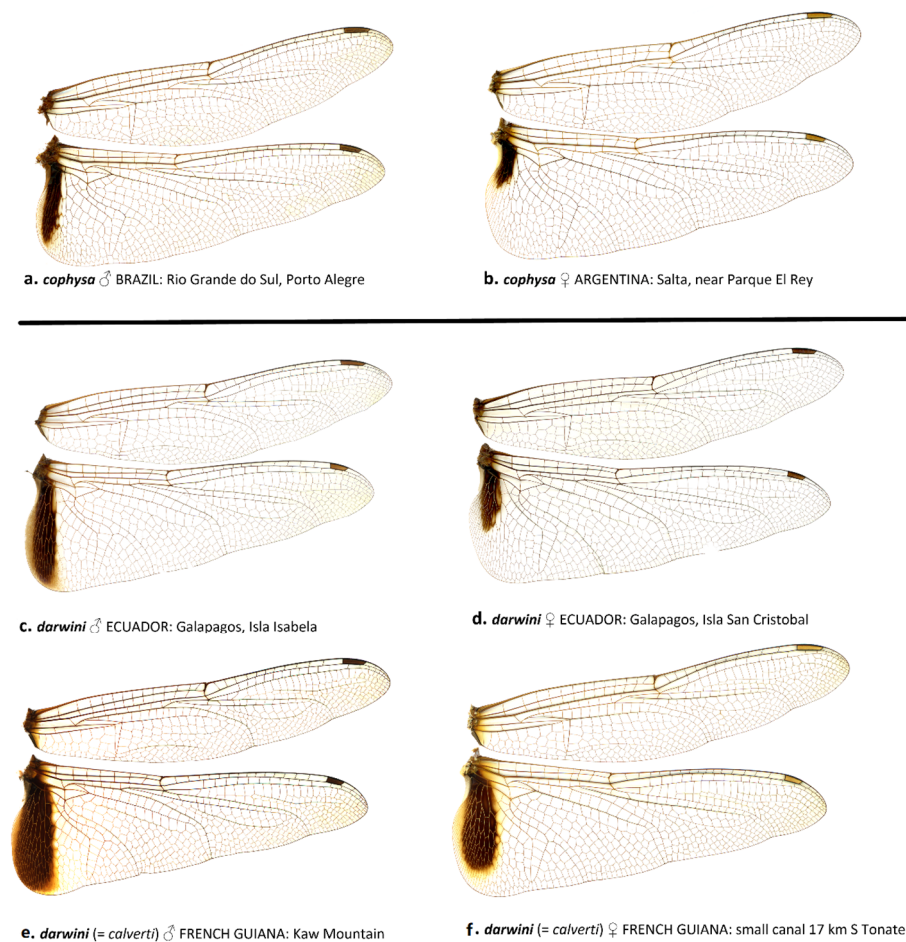 a. cophysa ♂ BRAZIL: Rio Grande do Sul, Porto Alegre
b. cophysa ♀ ARGENTINA: Salta, near Parque El Rey
c. darwini ♂ ECUADOR: Galapagos, Isla Isabela
d. darwini ♀ ECUADOR: Galapagos, Isla San Cristobal
e. darwini (= calverti) ♂ FRENCH GUIANA: Kaw Mountain
f. darwini (= calverti) ♀ FRENCH GUIANA: small canal 17 km S Tonate